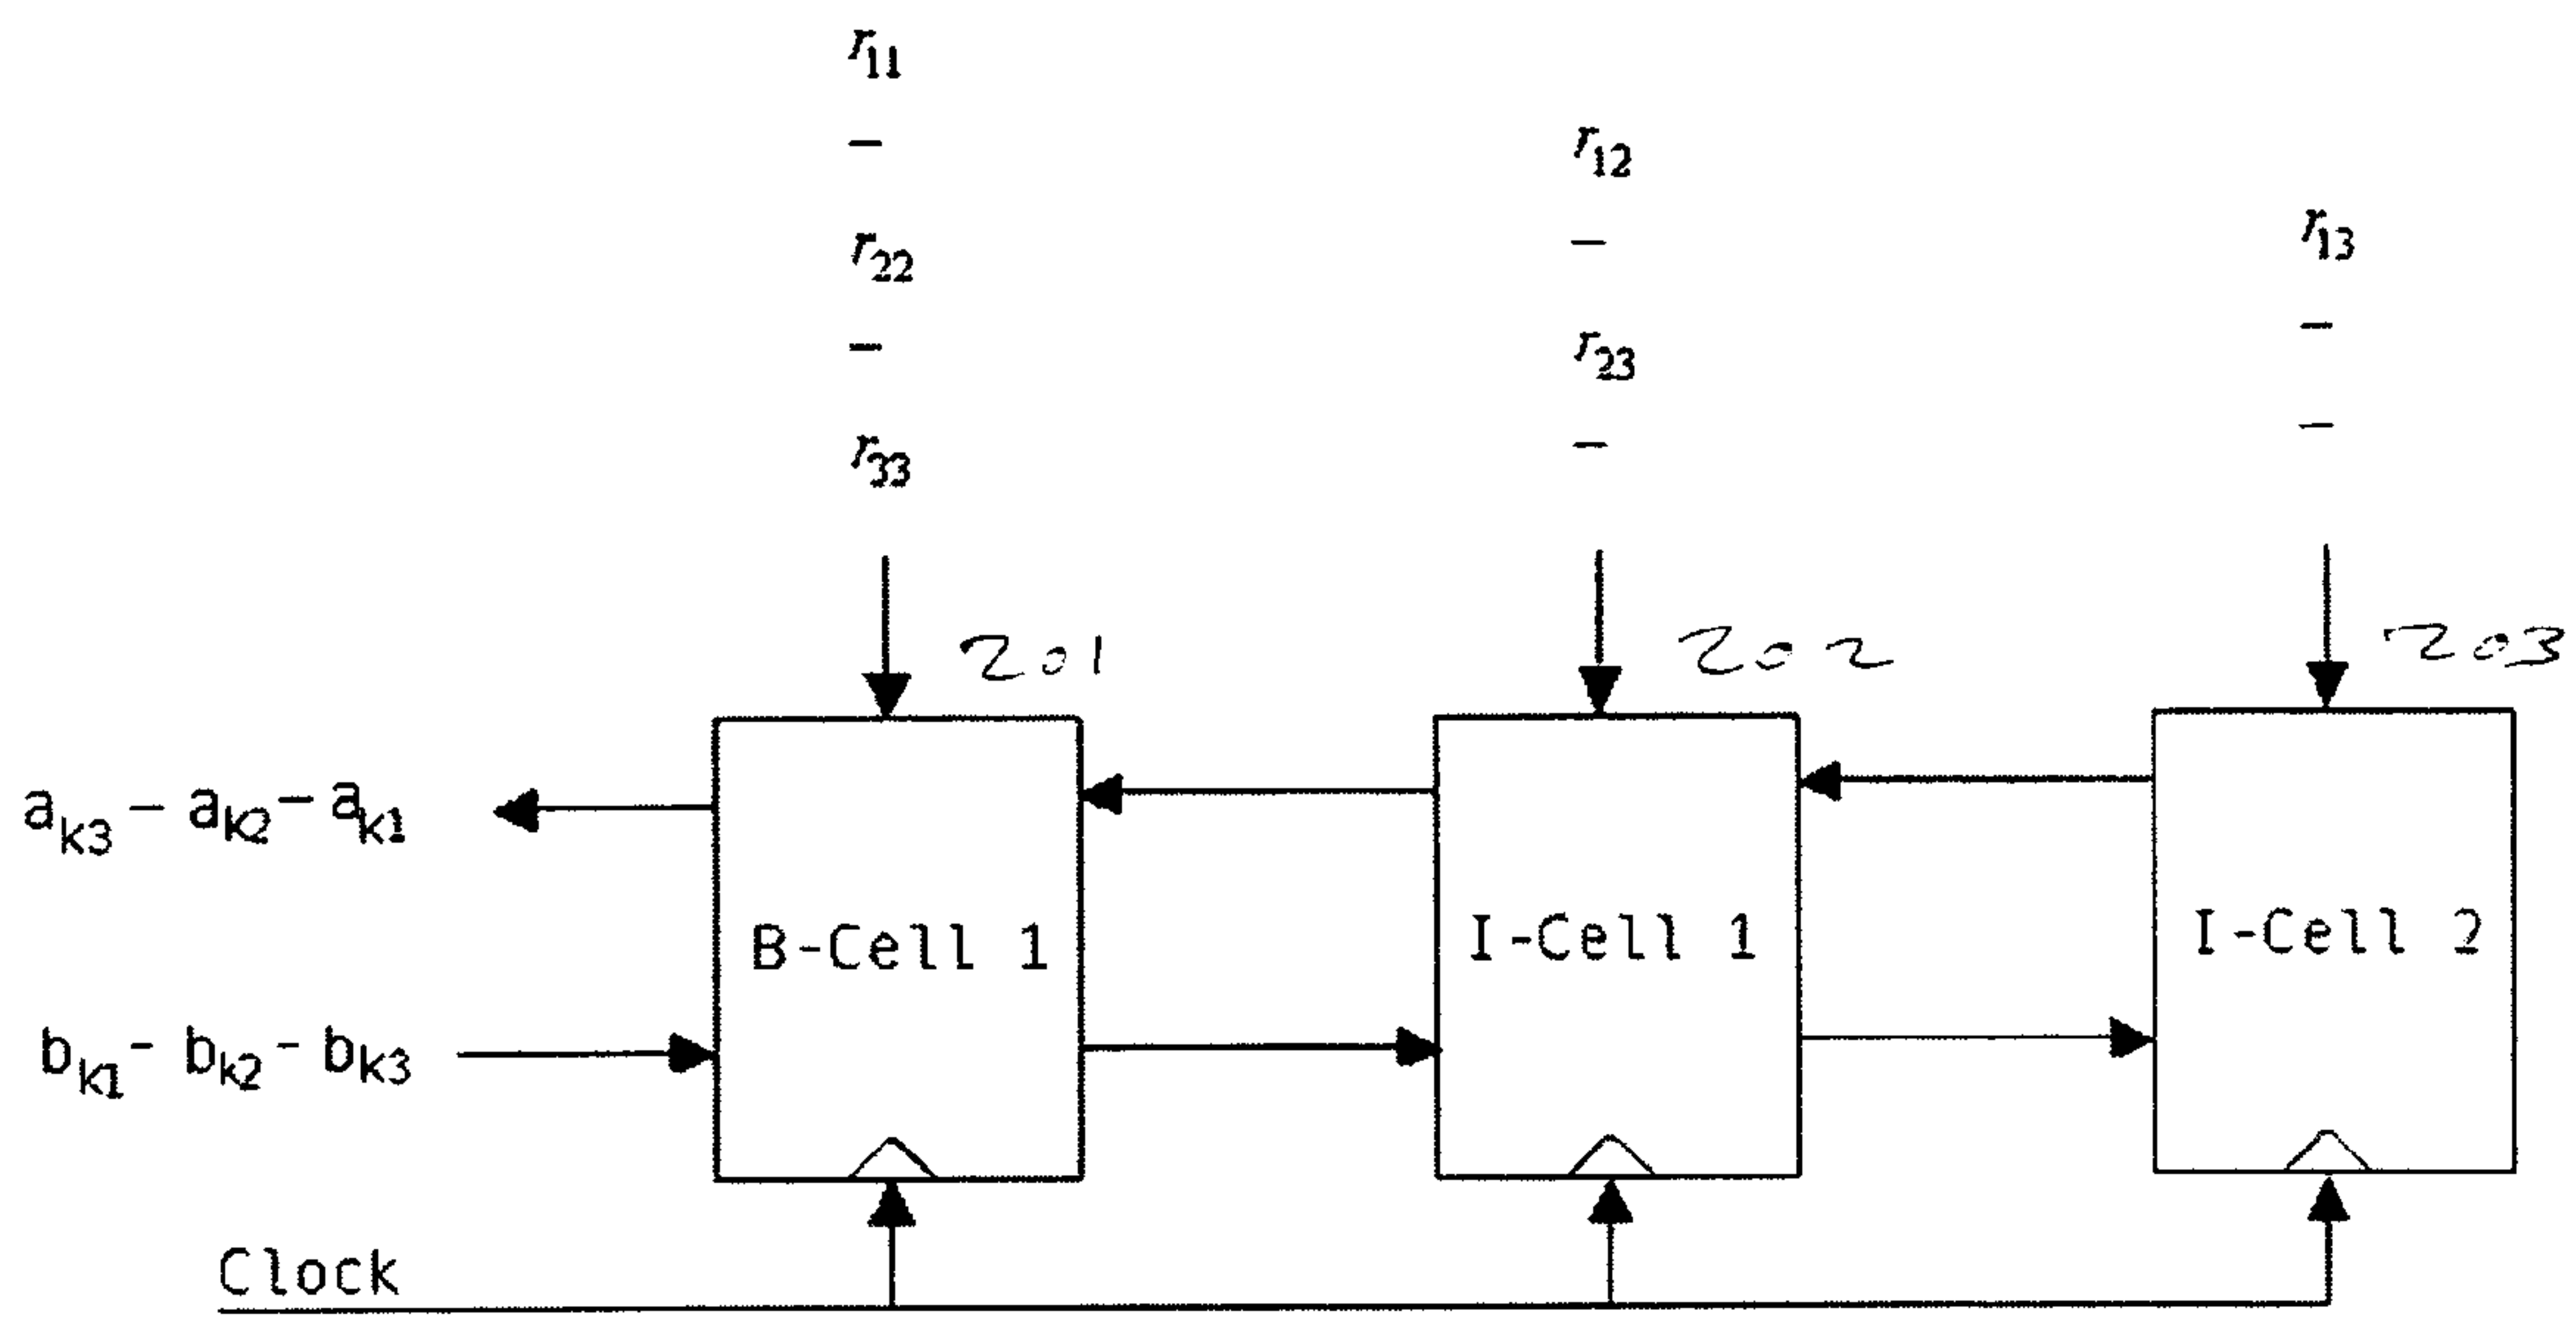 r11
–
r12
–
r13
r22
–
–
r23
–
r33
–
–
201
202
203
ak3 – ak2 – ak1
B-Cell 1
I-Cell 1
I-Cell 2
bk1 - bk2 - bk3
Clock